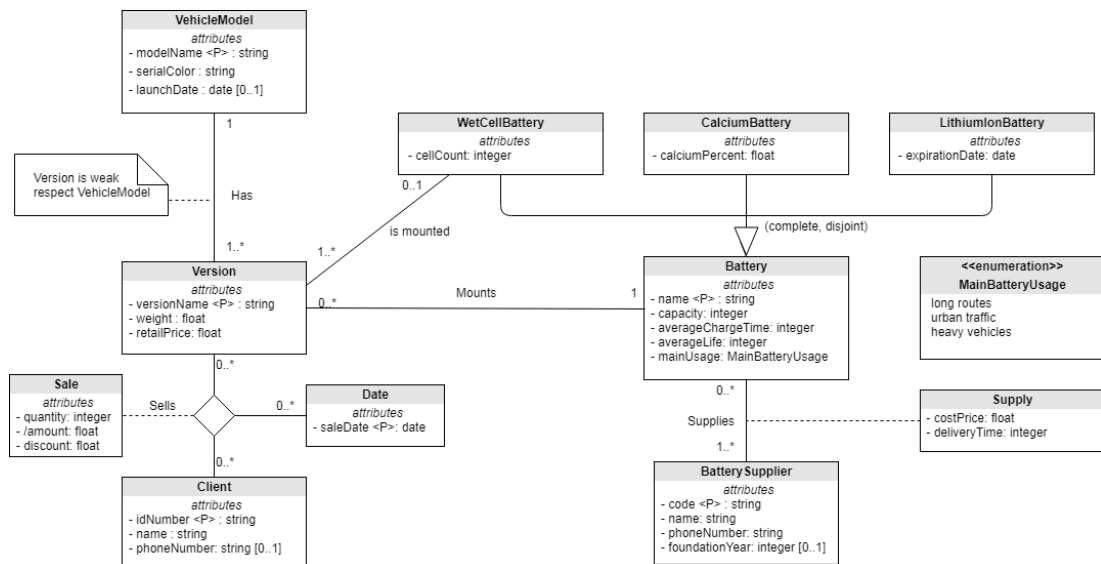 VehicleModel
attributes
- modelName <P> : string
- serialColor : string
- launchDate : date [0..1]
1
Version is weak
respect VehicleModel
Has
1..*
WetCellBattery
attributes
- cellCount: integer
CalciumBattery
attributes
- calciumPercent: float
LithiumIonBattery
attributes
- expirationDate: date
0..1
is mounted
1..*
(complete, disjoint)
Version
attributes
- versionName <P> : string
- weight : float
- retailPrice: float
0..*
Mounts
1
Battery
attributes
- name <P> : string
- capacity: integer
- averageChargeTime: integer
- averageLife: integer
- mainUsage: MainBatteryUsage
<<enumeration>>
MainBatteryUsage
long routes
urban traffic
heavy vehicles
0..*
Sale
attributes
- quantity: integer
- /amount: float
- discount: float
Sells
0..*
Date
attributes
- saleDate <P>: date
0..*
Client
attributes
- idNumber <P> : string
- name : string
- phoneNumber: string [0..1]
0..*
Supplies
1..*
Supply
- costPrice: float
- deliveryTime: integer
BatterySupplier
attributes
- code <P> : string
- name: string
- phoneNumber: string
- foundationYear: integer [0..1]